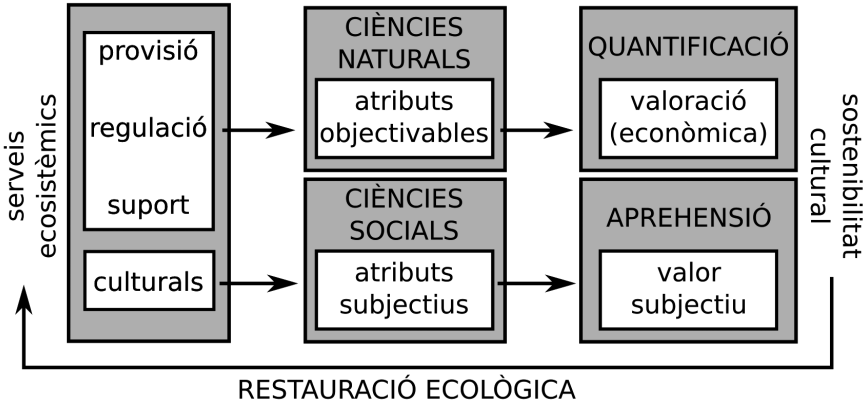 serveis
ecosistèmics
provisió
regulació
suport
culturals
CIÈNCIES
NATURALS
atributs
objectivables
CIÈNCIES
SOCIALS
atributs
subjectius
QUANTIFICACIÓ
valoració
(econòmica)
APREHENSIÓ
valor
subjectiu
sostenibilitat
cultural
RESTAURACIÓ ECOLÒGICA